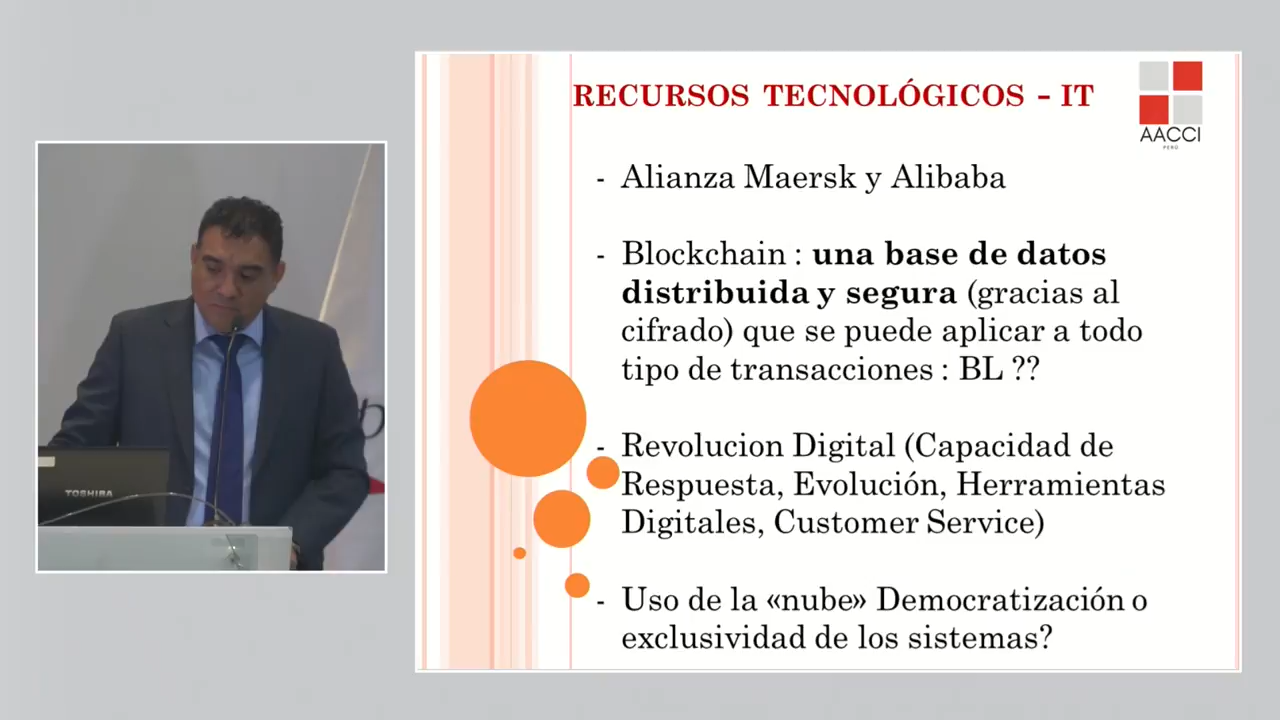 RECURSOS TECNOLÓGICOS - IT
AACCI
PERÚ
- Alianza Maersk y Alibaba
- Blockchain : una base de datos
distribuida y segura (gracias al
cifrado) que se puede aplicar a todo
tipo de transacciones : BL ??
- Revolucion Digital (Capacidad de
Respuesta, Evolución, Herramientas
Digitales, Customer Service)
- Uso de la «nube» Democratización o
exclusividad de los sistemas?
TOSHIBA